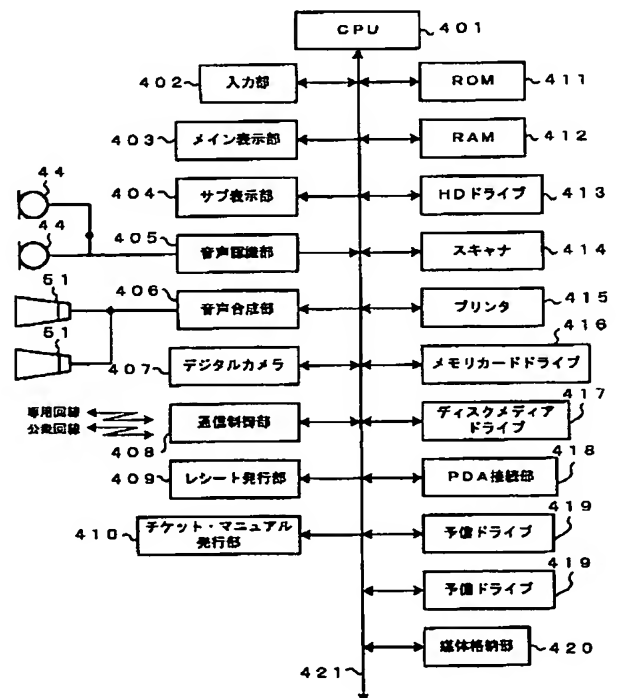 CPU 401
402 入力部
ROM 411
403 メイン表示部
RAM 412
44
404 サブ表示部
HDドライブ 413
44
405 音声認識部
スキャナ 414
51
406 音声合成部
プリンタ 415
51
407 デジタルカメラ
メモリカードドライブ 416
専用回線
公衆回線
408 通信制御部
ディスクメディア
ドライブ 417
409 レシート発行部
PDA接続部 418
410 チケット・マニュアル
発行部
予備ドライブ 419
予備ドライブ 419
媒体格納部 420
421